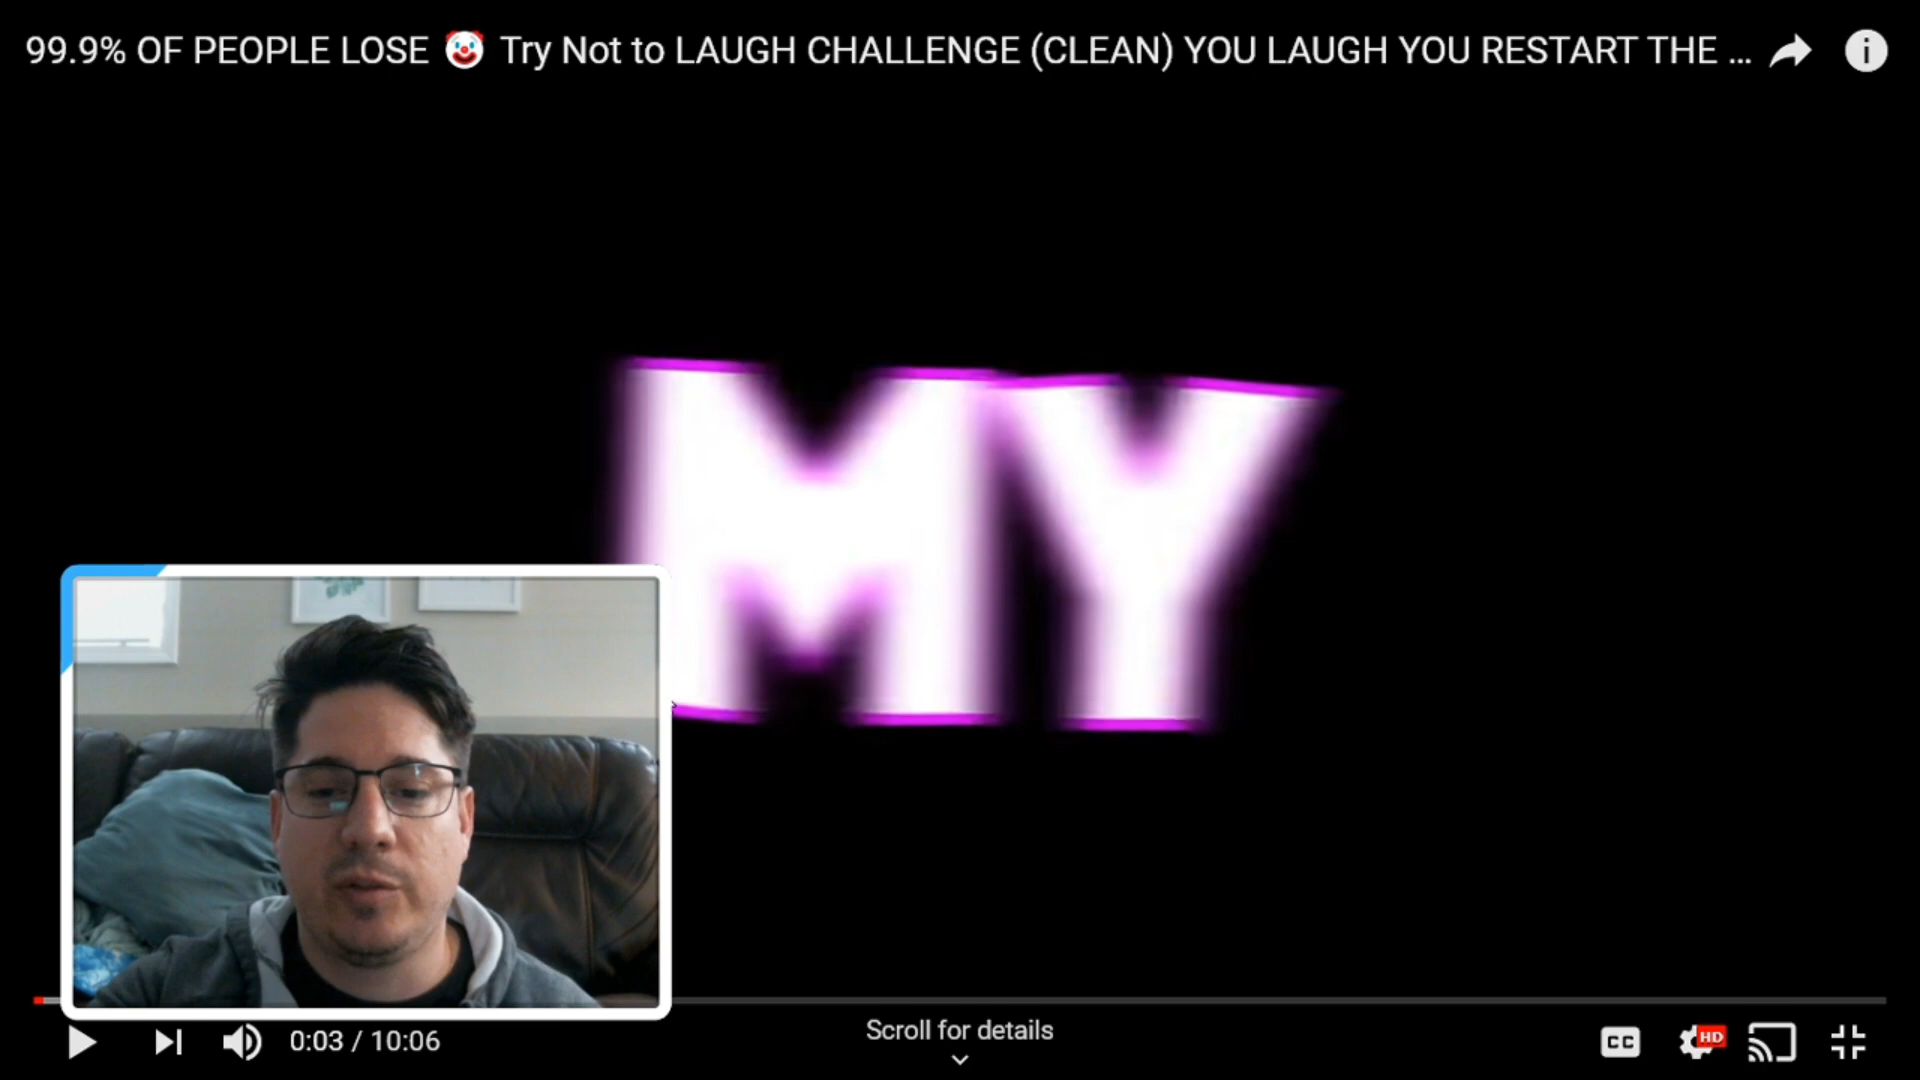 99.9% OF PEOPLE LOSE 🤡 Try Not to LAUGH CHALLENGE (CLEAN) YOU LAUGH YOU RESTART THE ...
MY
0:03 / 10:06
Scroll for details
CC
HD